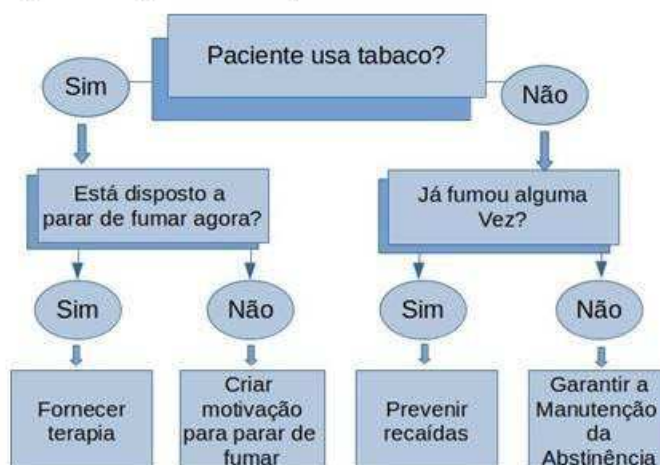 Paciente usa tabaco?
Sim
Não
Está disposto a
parar de fumar agora?
Já fumou alguma
Vez?
Sim
Não
Sim
Não
Fornecer
terapia
Criar
motivação
para parar de
fumar
Prevenir
recaídas
Garantir a
Manutenção
da
Abstinência